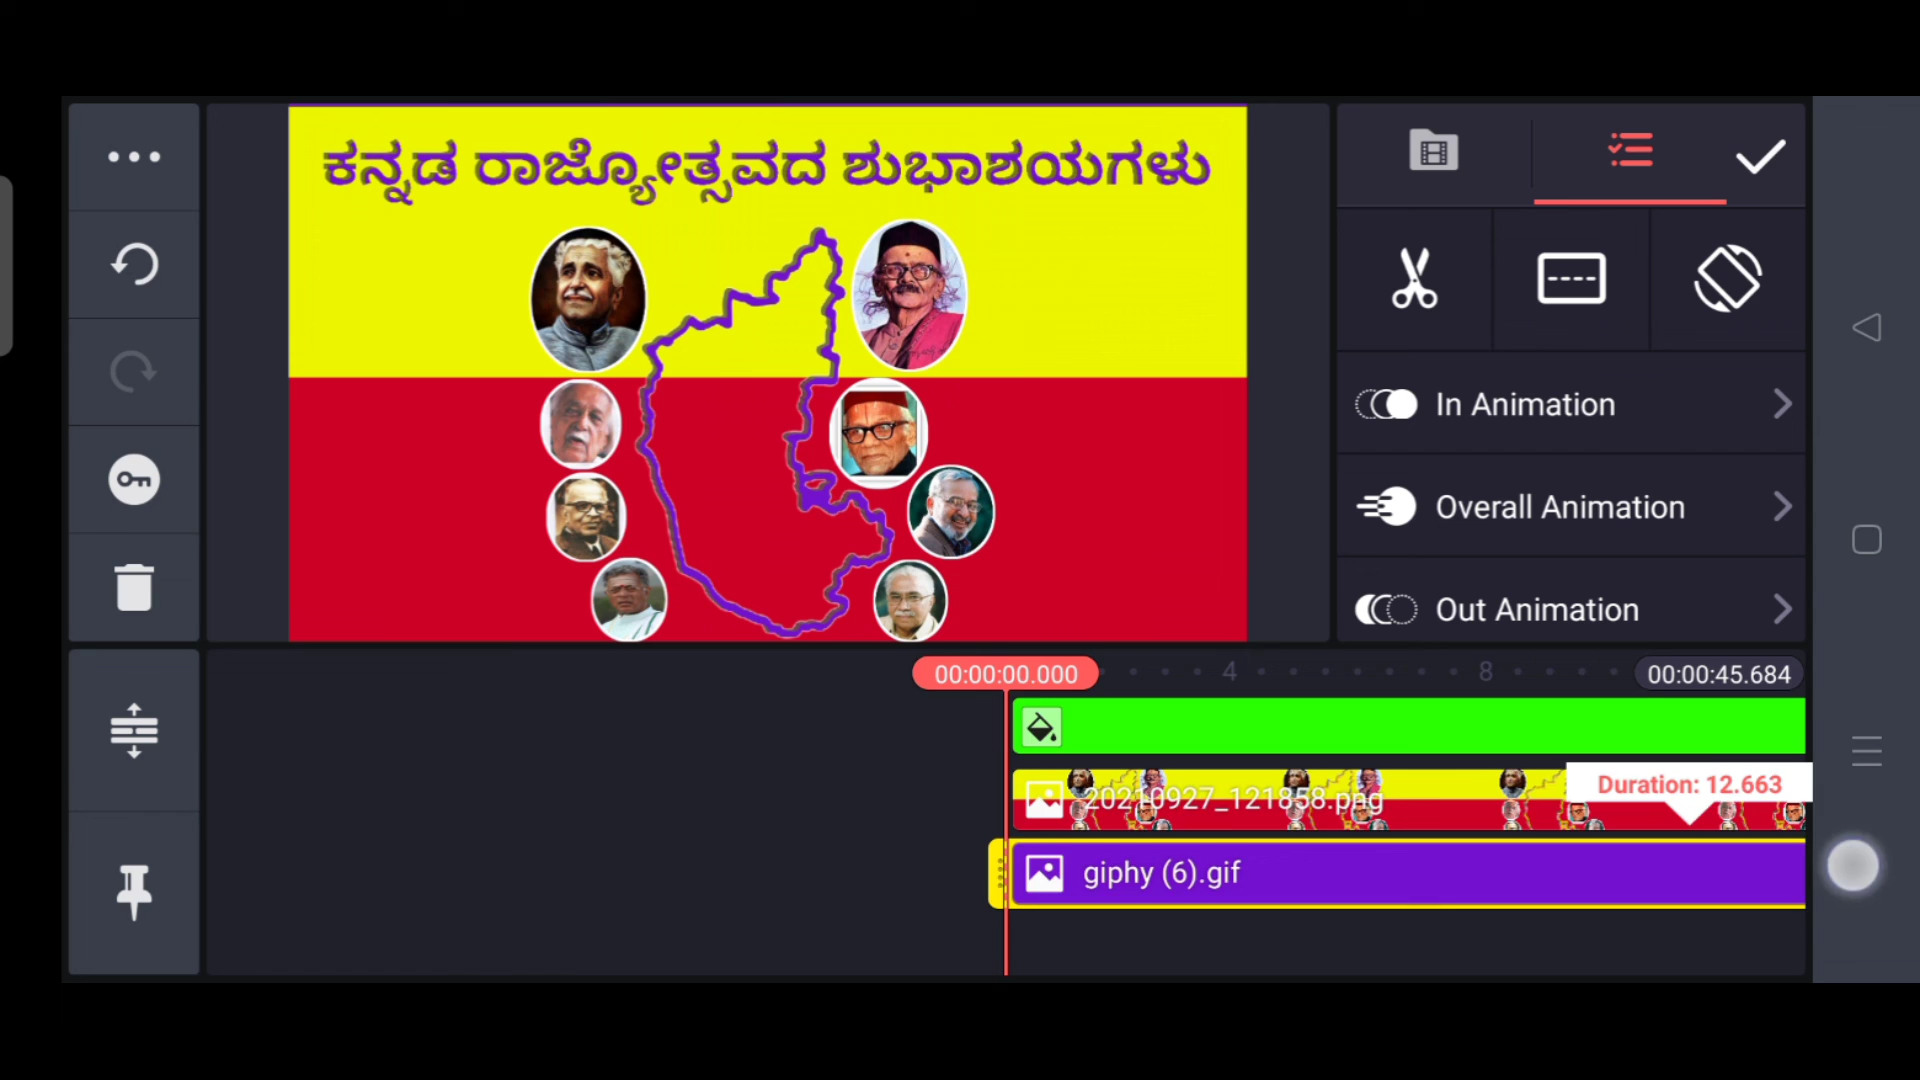 ಕನ್ನಡ ರಾಜ್ಯೋತ್ಸವದ ಶುಭಾಶಯಗಳು
In Animation
Overall Animation
Out Animation
00:00:00.000
4
8
00:00:45.684
20210927_121858.png
Duration: 12.663
giphy (6).gif